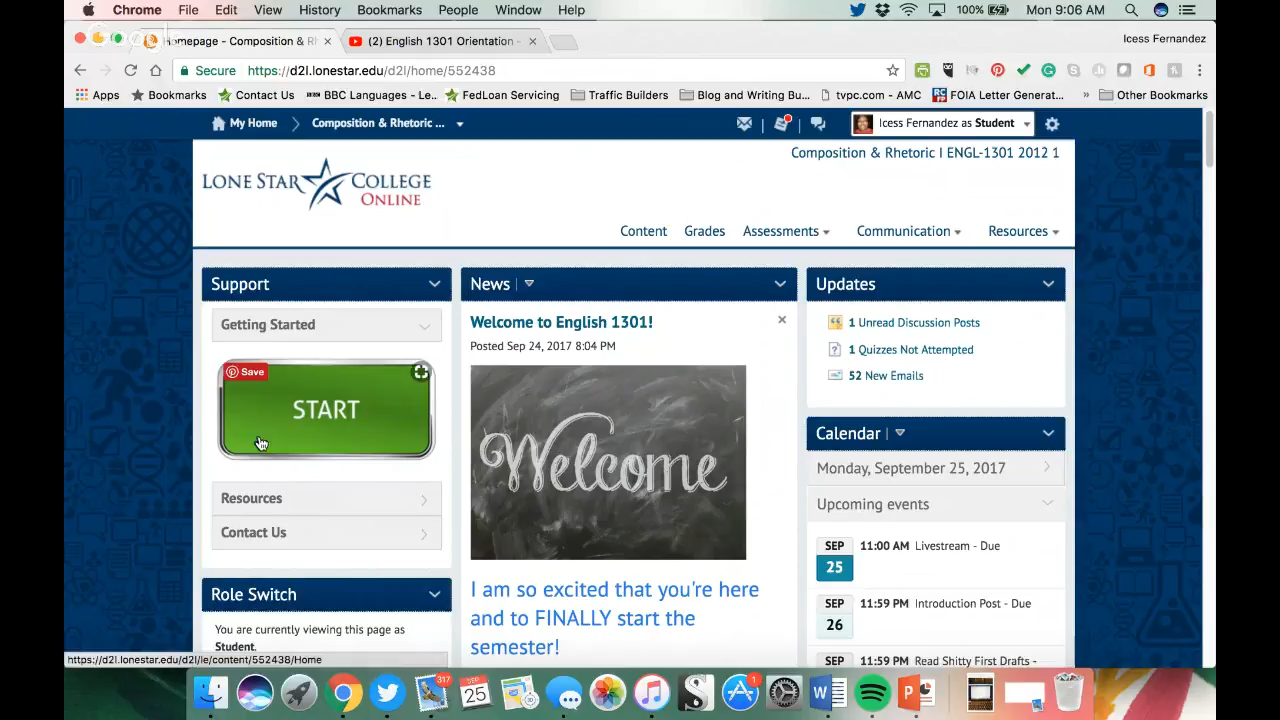 Chrome File Edit View History Bookmarks People Window Help 100% Mon 9:06 AM
Homepage - Composition & R (2) English 1301 Orientation - Icess Fernandez
Secure https://d2l.lonestar.edu/d2l/home/552438
Apps Bookmarks Contact Us BBC Languages - Le... FedLoan Servicing Traffic Builders Blog and Writing Su... tvpc.com - AMC FOIA Letter Generat... » Other Bookmarks
My Home Composition & Rhetoric ... Icess Fernandez as Student
Composition & Rhetoric I ENGL-1301 2012 1
LONE STAR COLLEGE
ONLINE
Content Grades Assessments Communication Resources
Support
Getting Started
Save
START
Resources
Contact Us
Role Switch
You are currently viewing this page as
Student.
News
Welcome to English 1301!
Posted Sep 24, 2017 8:04 PM
Welcome
I am so excited that you're here
and to FINALLY start the
semester!
Updates
1 Unread Discussion Posts
1 Quizzes Not Attempted
52 New Emails
Calendar
Monday, September 25, 2017
Upcoming events
SEP 11:00 AM Livestream - Due
25
SEP 11:59 PM Introduction Post - Due
26
SEP 11:59 PM Read Shitty First Drafts -
https://d2l.lonestar.edu/d2l/le/content/552438/Home
317 25 1